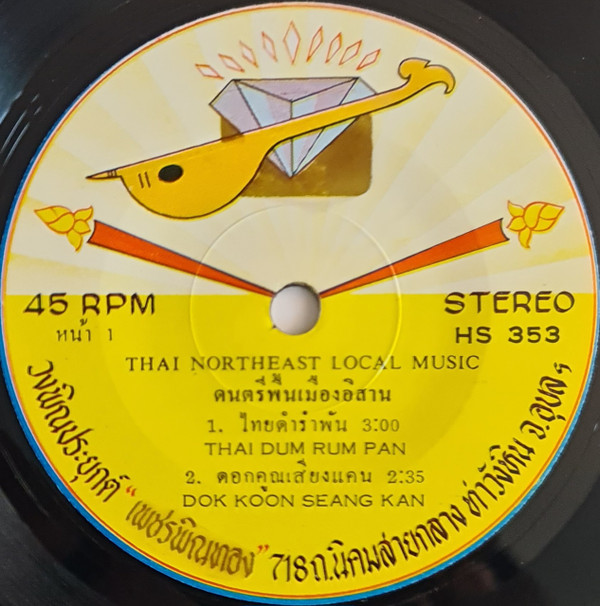 45 RPM
STEREO
หน้า 1
HS 353
THAI NORTHEAST LOCAL MUSIC
ดนตรีพื้นเมืองอิสาน
1. ไทยดำรำพัน 3:00
THAI DUM RUM PAN
2. ดอกคูณเสียงแคน 2:35
DOK KOON SEANG KAN
วงพิณประยุกต์ "เพชรพิณทอง" 718 ถ.นิคมสายกลาง ท่าวังหิน จ.อุบลฯ